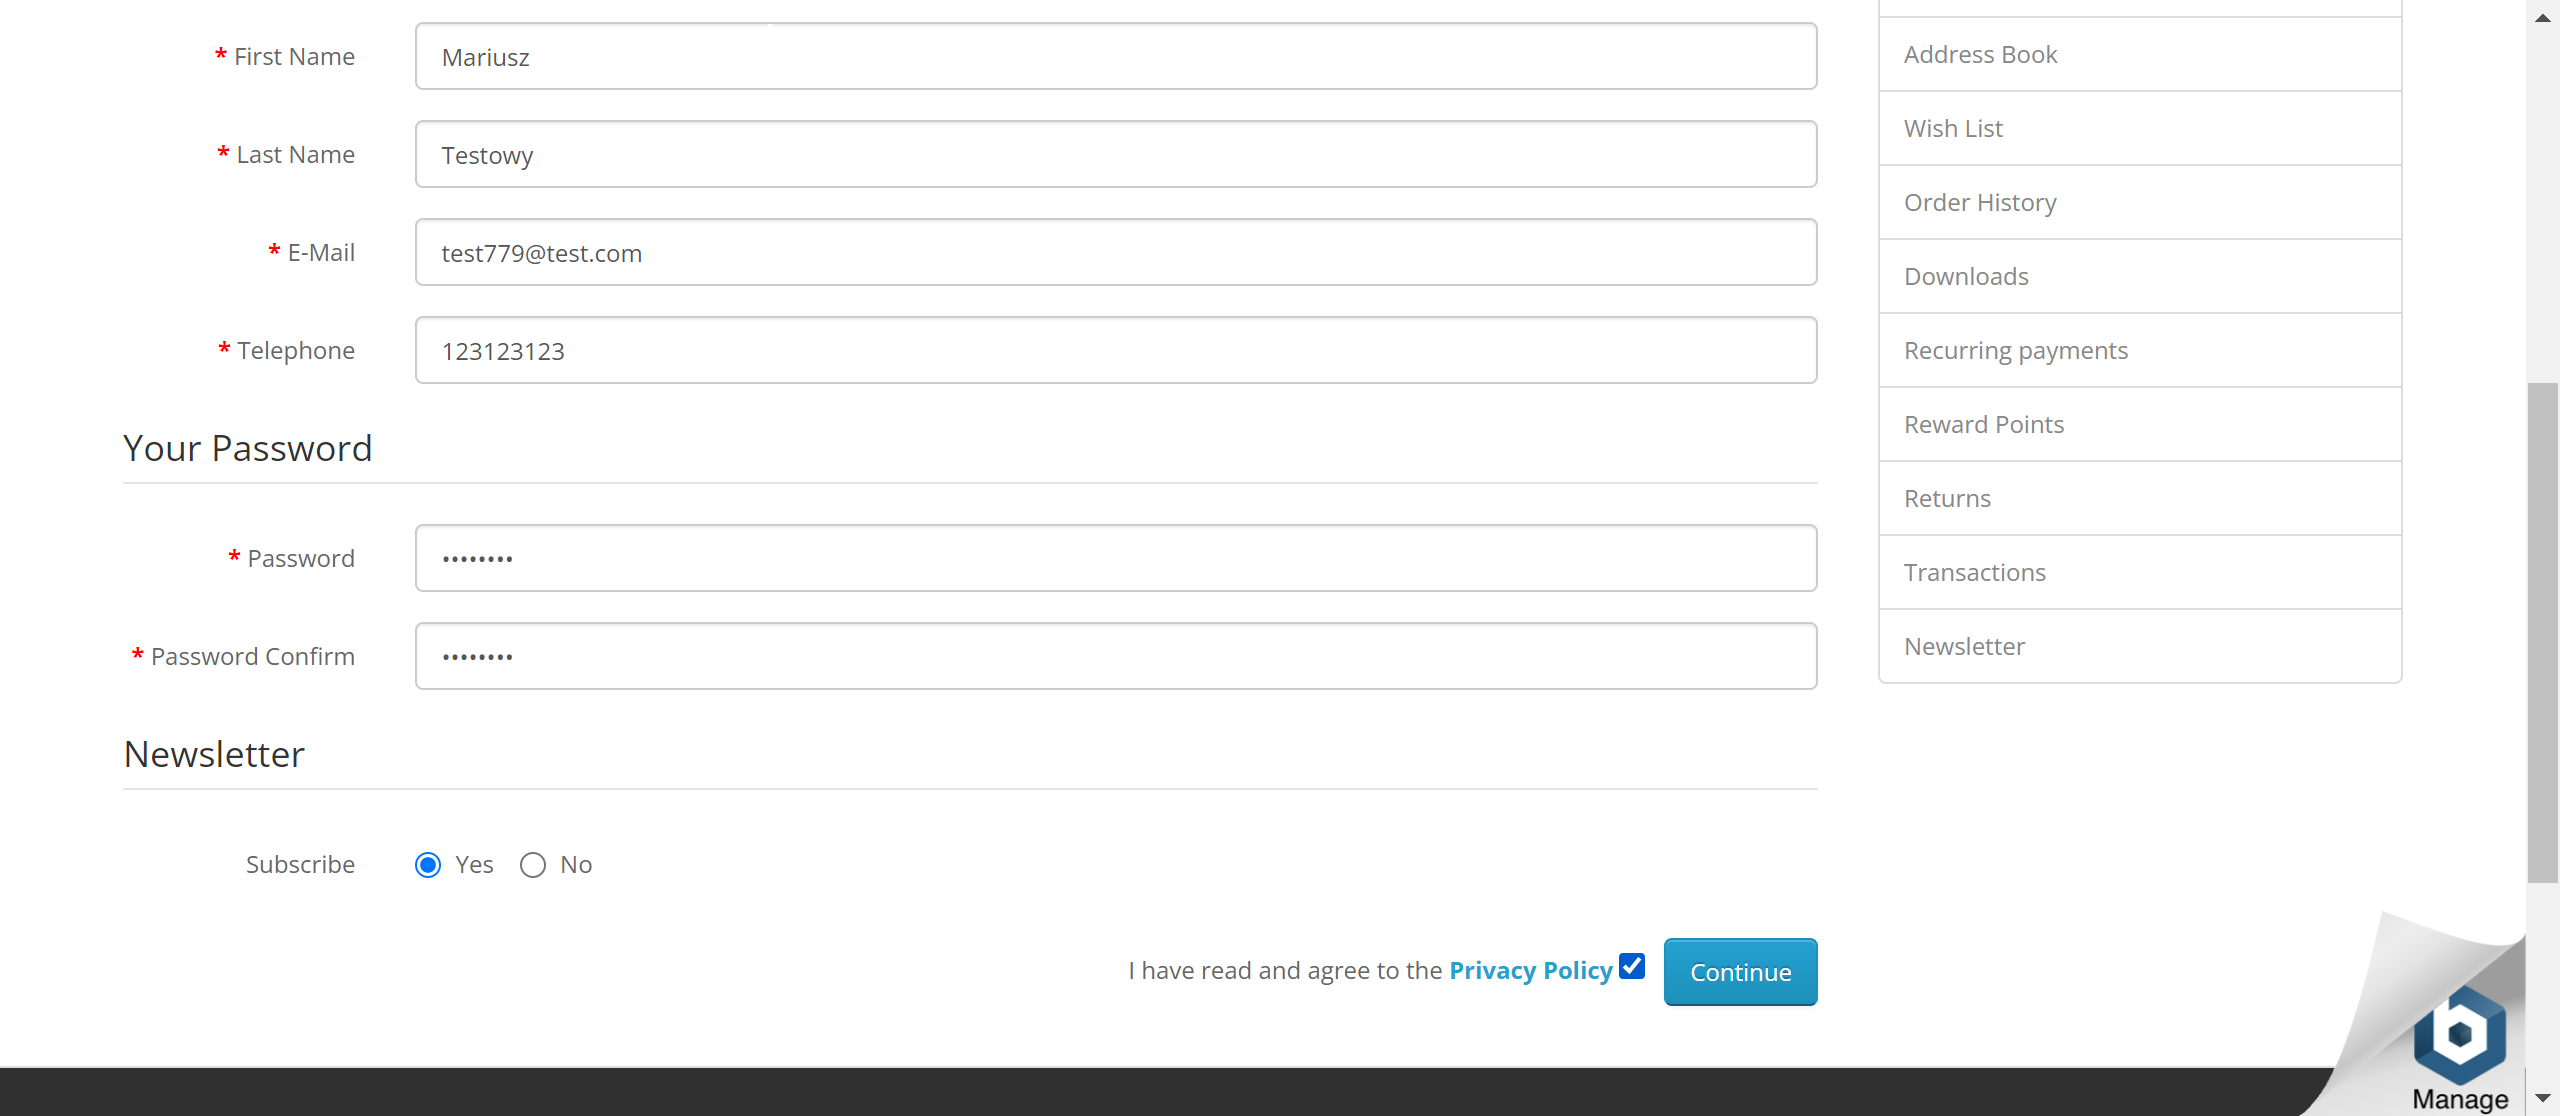 * First Name
Mariusz
* Last Name
Testowy
* E-Mail
test779@test.com
* Telephone
123123123
Your Password
* Password
••••••••
* Password Confirm
••••••••
Newsletter
Subscribe
Yes
No
I have read and agree to the Privacy Policy
Continue
Address Book
Wish List
Order History
Downloads
Recurring payments
Reward Points
Returns
Transactions
Newsletter
b
Manage